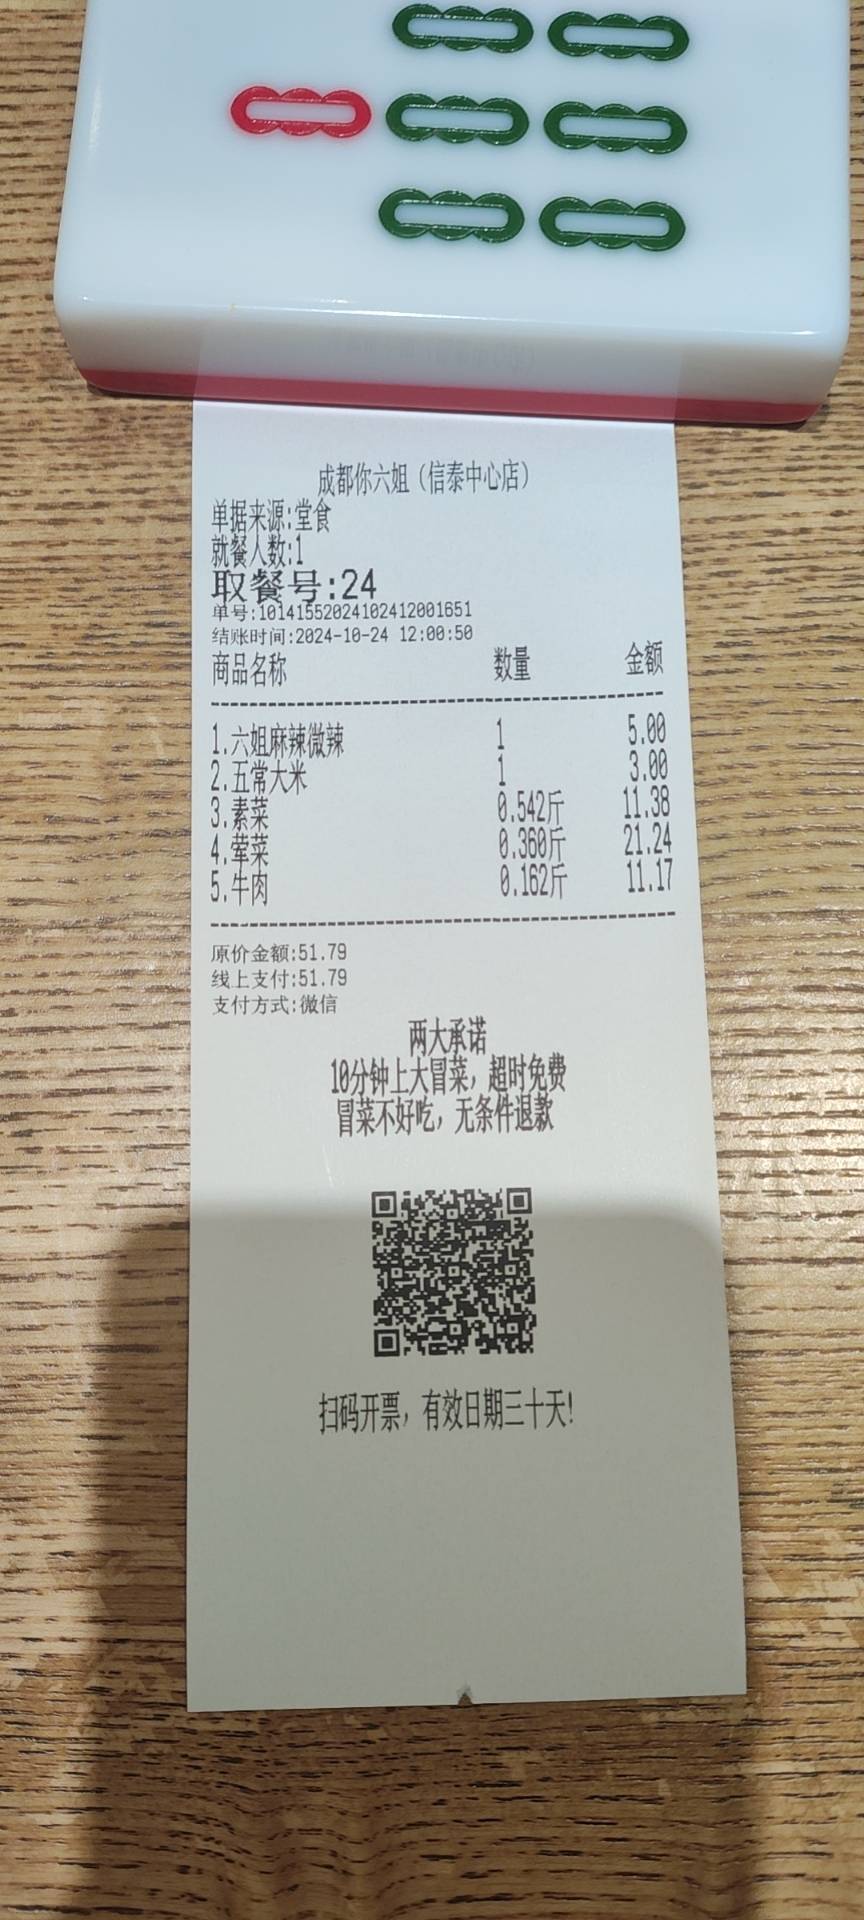 成都你六姐（信泰中心店）
单据来源:堂食
就餐人数:1
取餐号:24
单号:10141552024102412001651
结账时间:2024-10-24 12:00:50
商品名称 数量 金额
1.六姐麻辣微辣 1 5.00
2.五常大米 1 3.00
3.素菜 0.542斤 11.38
4.荤菜 0.360斤 21.24
5.牛肉 0.162斤 11.17
原价金额:51.79
线上支付:51.79
支付方式:微信
两大承诺
10分钟上大冒菜，超时免费
冒菜不好吃，无条件退款
扫码开票，有效日期三十天!